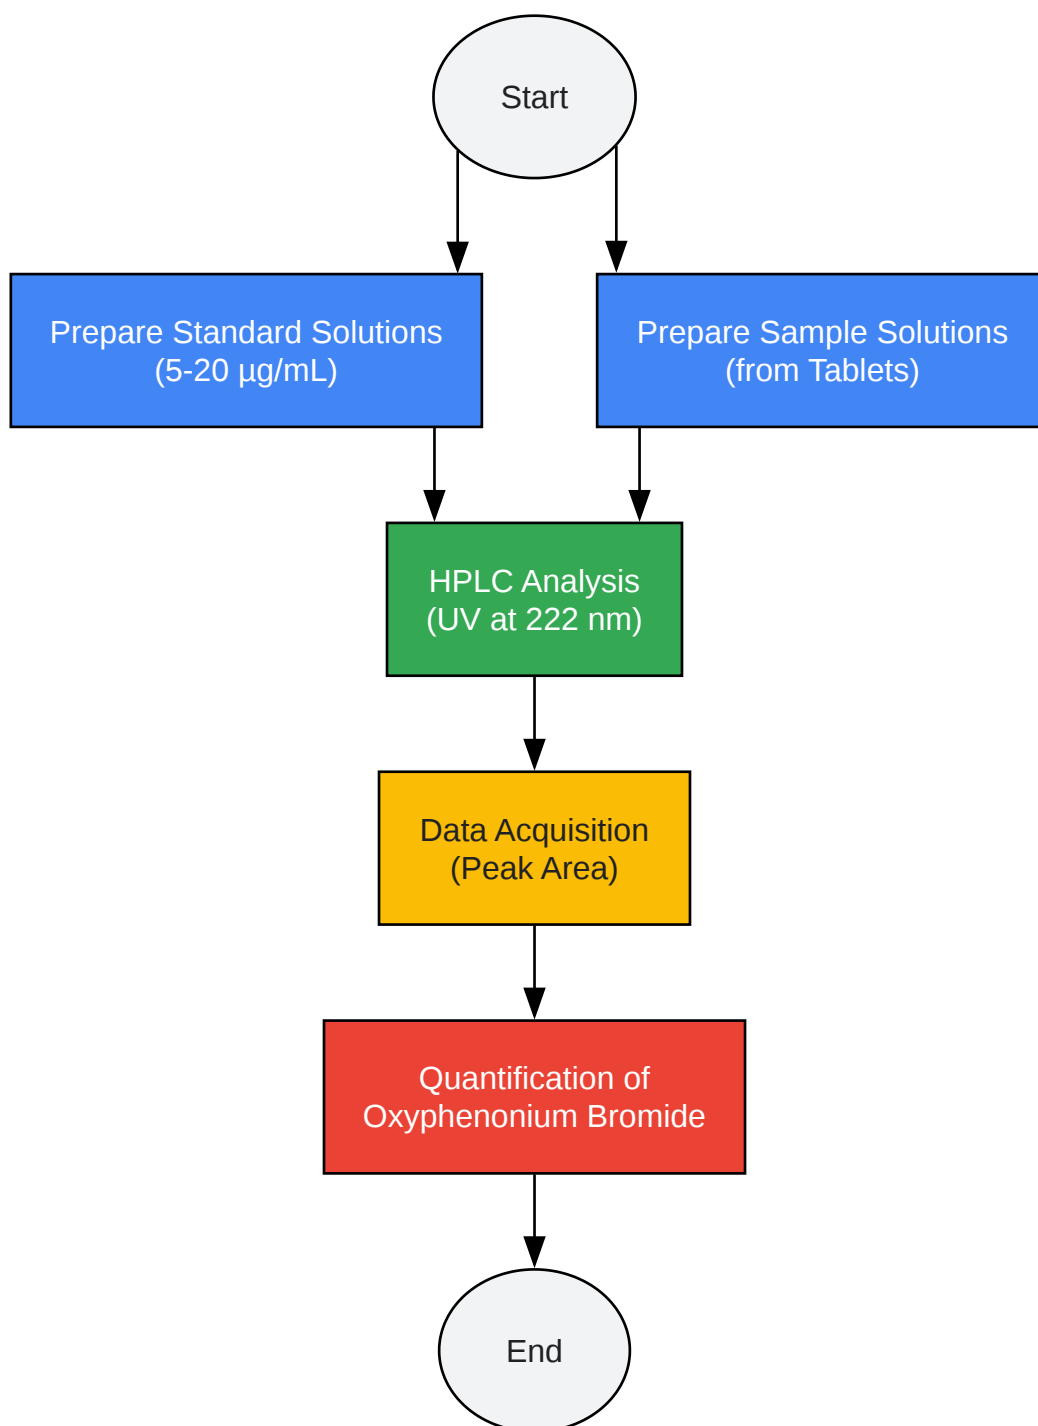 Start
Prepare Standard Solutions
(5-20 µg/mL)
Prepare Sample Solutions
(from Tablets)
HPLC Analysis
(UV at 222 nm)
Data Acquisition
(Peak Area)
Quantification of
Oxyphenonium Bromide
End